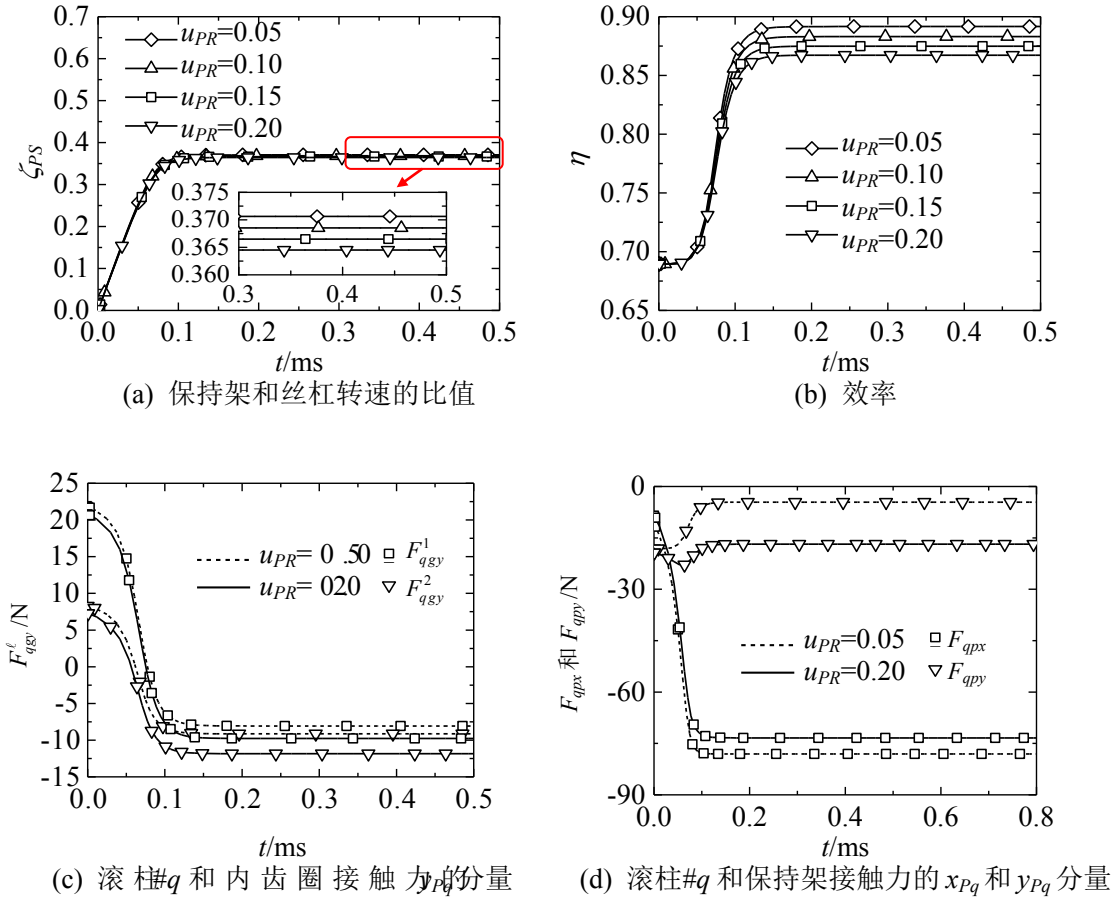 0.7
0.6
0.5
0.4
0.3
0.2
0.1
0.0
ζPS
uPR=0.05
uPR=0.10
uPR=0.15
uPR=0.20
0.375
0.370
0.365
0.360
0.3 0.4 0.5
0.0 0.1 0.2 0.3 0.4 0.5
t/ms
(a) 保持架和丝杠转速的比值
0.90
0.85
0.80
0.75
0.70
0.65
η
uPR=0.05
uPR=0.10
uPR=0.15
uPR=0.20
0.0 0.1 0.2 0.3 0.4 0.5
t/ms
(b) 效率
25
20
15
10
5
0
-5
-10
-15
Fℓqgy/N
uPR= 0 .50 F1qgy
uPR= 020 F2qgy
0.0 0.1 0.2 0.3 0.4 0.5
t/ms
(c) 滚 柱#q 和 内 齿 圈 接 触 力的yPq分量
0
-30
-60
-90
Fqpx和 Fqpy/N
uPR=0.05 Fqpx
uPR=0.20 Fqpy
0.0 0.2 0.4 0.6 0.8
t/ms
(d) 滚柱#q 和保持架接触力的 xPq和 yPq 分量